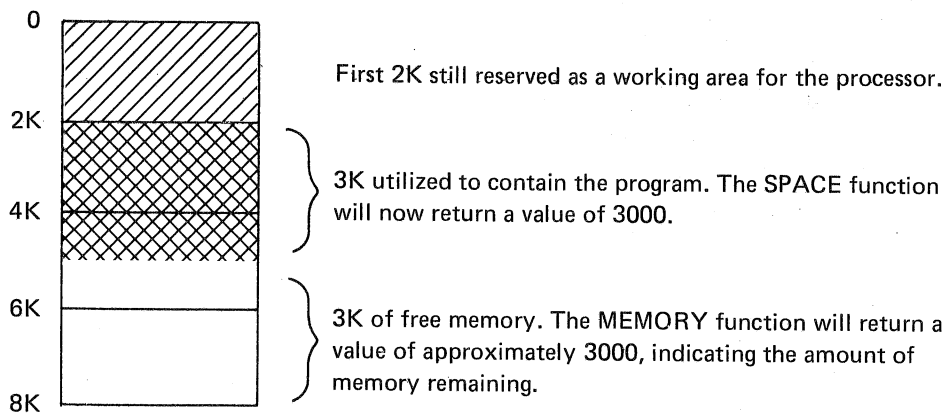 0
First 2K still reserved as a working area for the processor.
2K
3K utilized to contain the program. The SPACE function
will now return a value of 3000.
4K
6K
3K of free memory. The MEMORY function will return a
value of approximately 3000, indicating the amount of
memory remaining.
8K